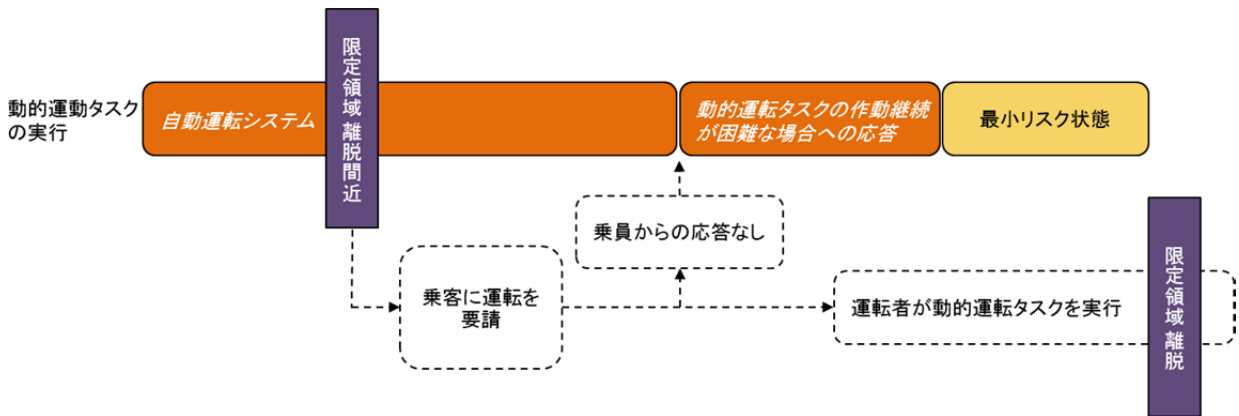 動的運動タスク
の実行
自動運転システム
限定領域 離脱間近
動的運転タスクの作動継続
が困難な場合への応答
最小リスク状態
乗員からの応答なし
乗客に運転を
要請
運転者が動的運転タスクを実行
限定領域 離脱